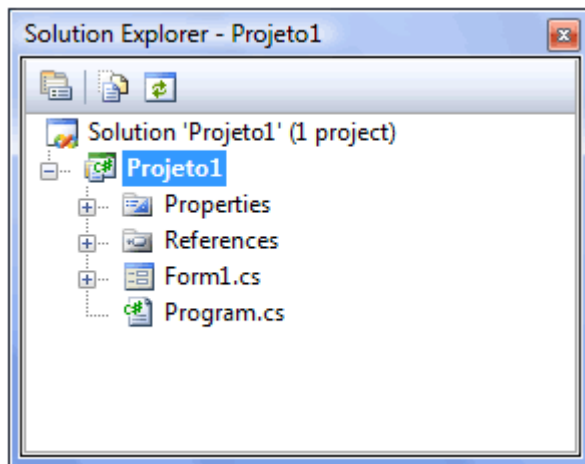 Solution Explorer - Projeto1
Solution 'Projeto1' (1 project)
Projeto1
Properties
References
Form1.cs
Program.cs